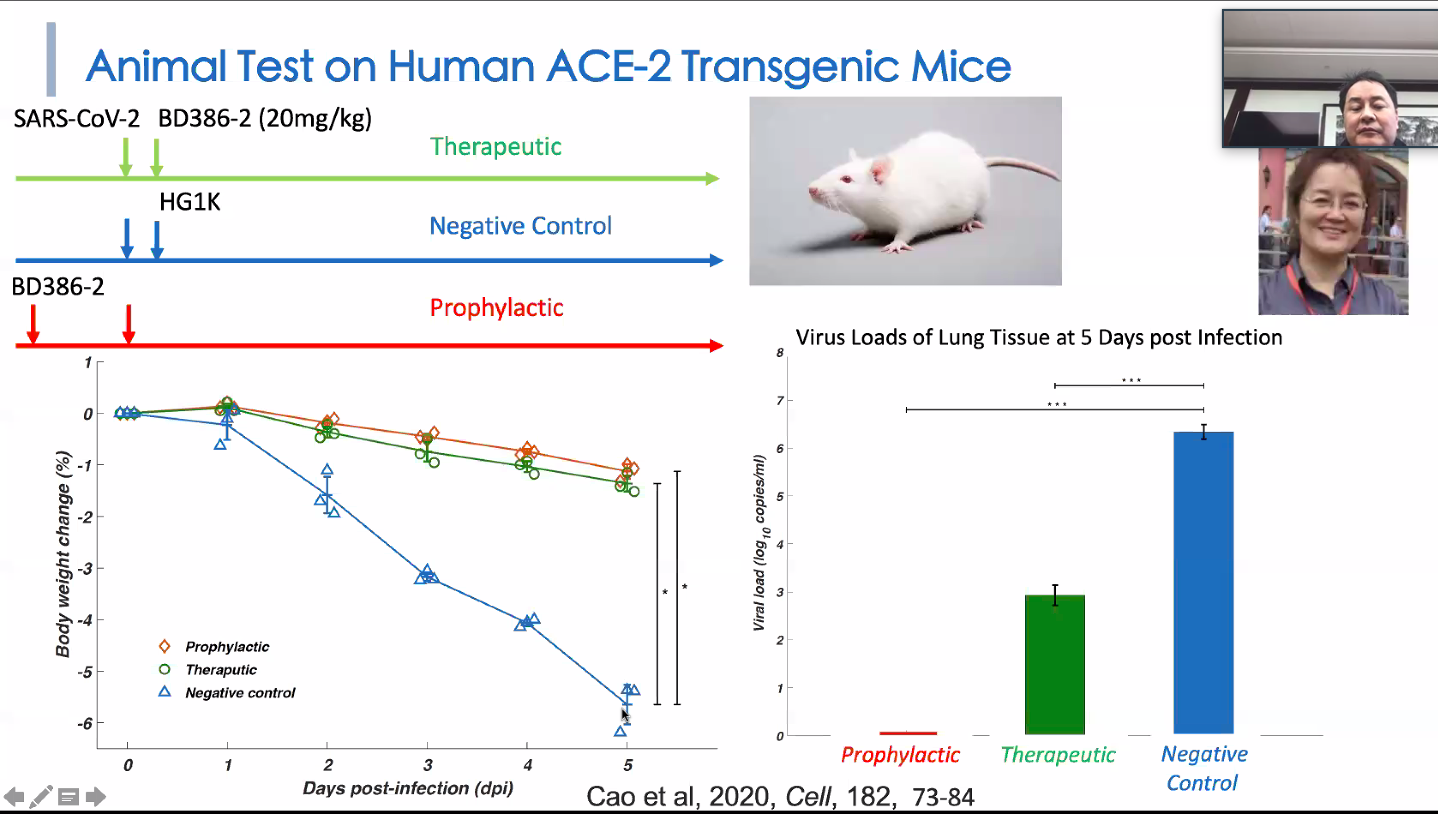 Animal Test on Human ACE-2 Transgenic Mice
SARS-CoV-2 BD386-2 (20mg/kg)
Therapeutic
HG1K
Negative Control
BD386-2
Prophylactic
1
0
-1
-2
-3
-4
-5
-6
Body weight change (%)
* *
Prophylactic
Theraputic
Negative control
0 1 2 3 4 5
Days post-infection (dpi)
Virus Loads of Lung Tissue at 5 Days post Infection
8
7
6
5
4
3
2
1
0
Viral load (log10 copies/ml)
***
***
Prophylactic
Therapeutic
Negative
Control
Cao et al, 2020, Cell, 182, 73-84